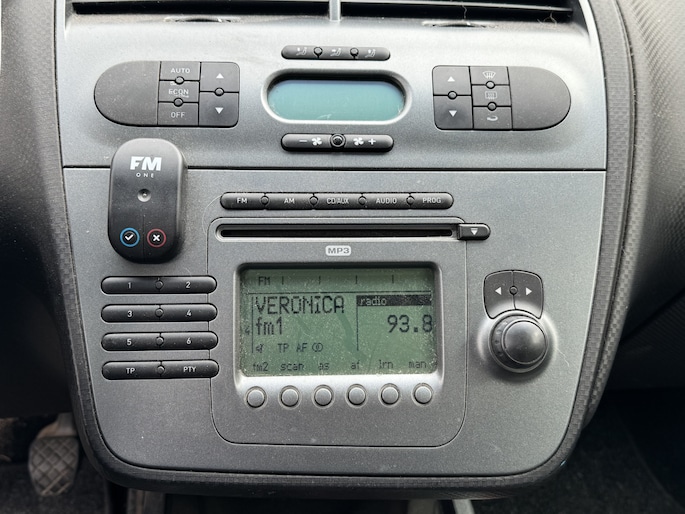 AUTO
ECON
OFF
- +
FM
ONE
FM AM CD/AUX AUDIO PROG
MP3
1 2
3 4
5 6
TP PTY
FM
VERONICA radio
fm1 93.8
TP AF
fm2 scan ps af lrn man